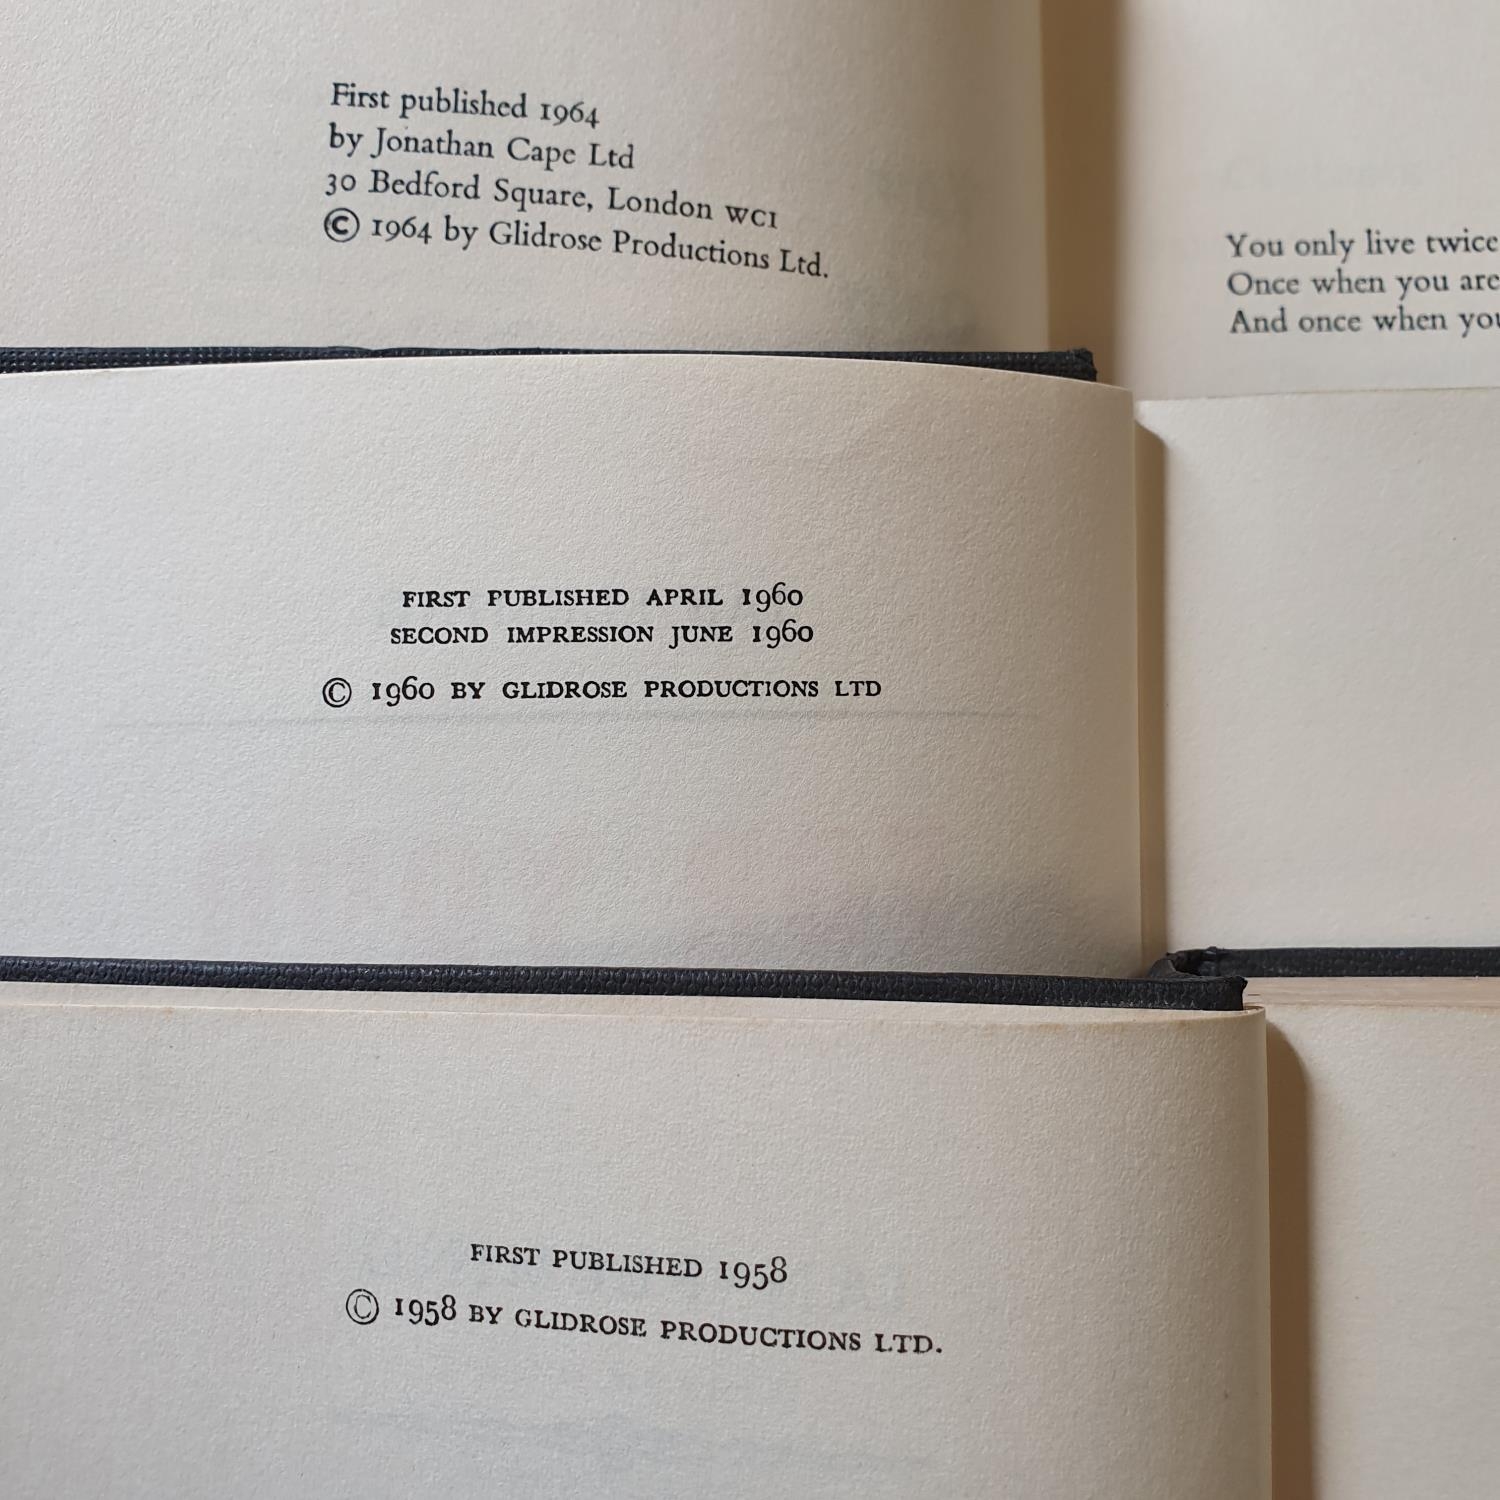 First published 1964
by Jonathan Cape Ltd
30 Bedford Square, London WC1
© 1964 by Glidrose Productions Ltd.
You only live twice
Once when you are
And once when you
FIRST PUBLISHED APRIL 1960
SECOND IMPRESSION JUNE 1960
© 1960 BY GLIDROSE PRODUCTIONS LTD
FIRST PUBLISHED 1958
© 1958 BY GLIDROSE PRODUCTIONS LTD.